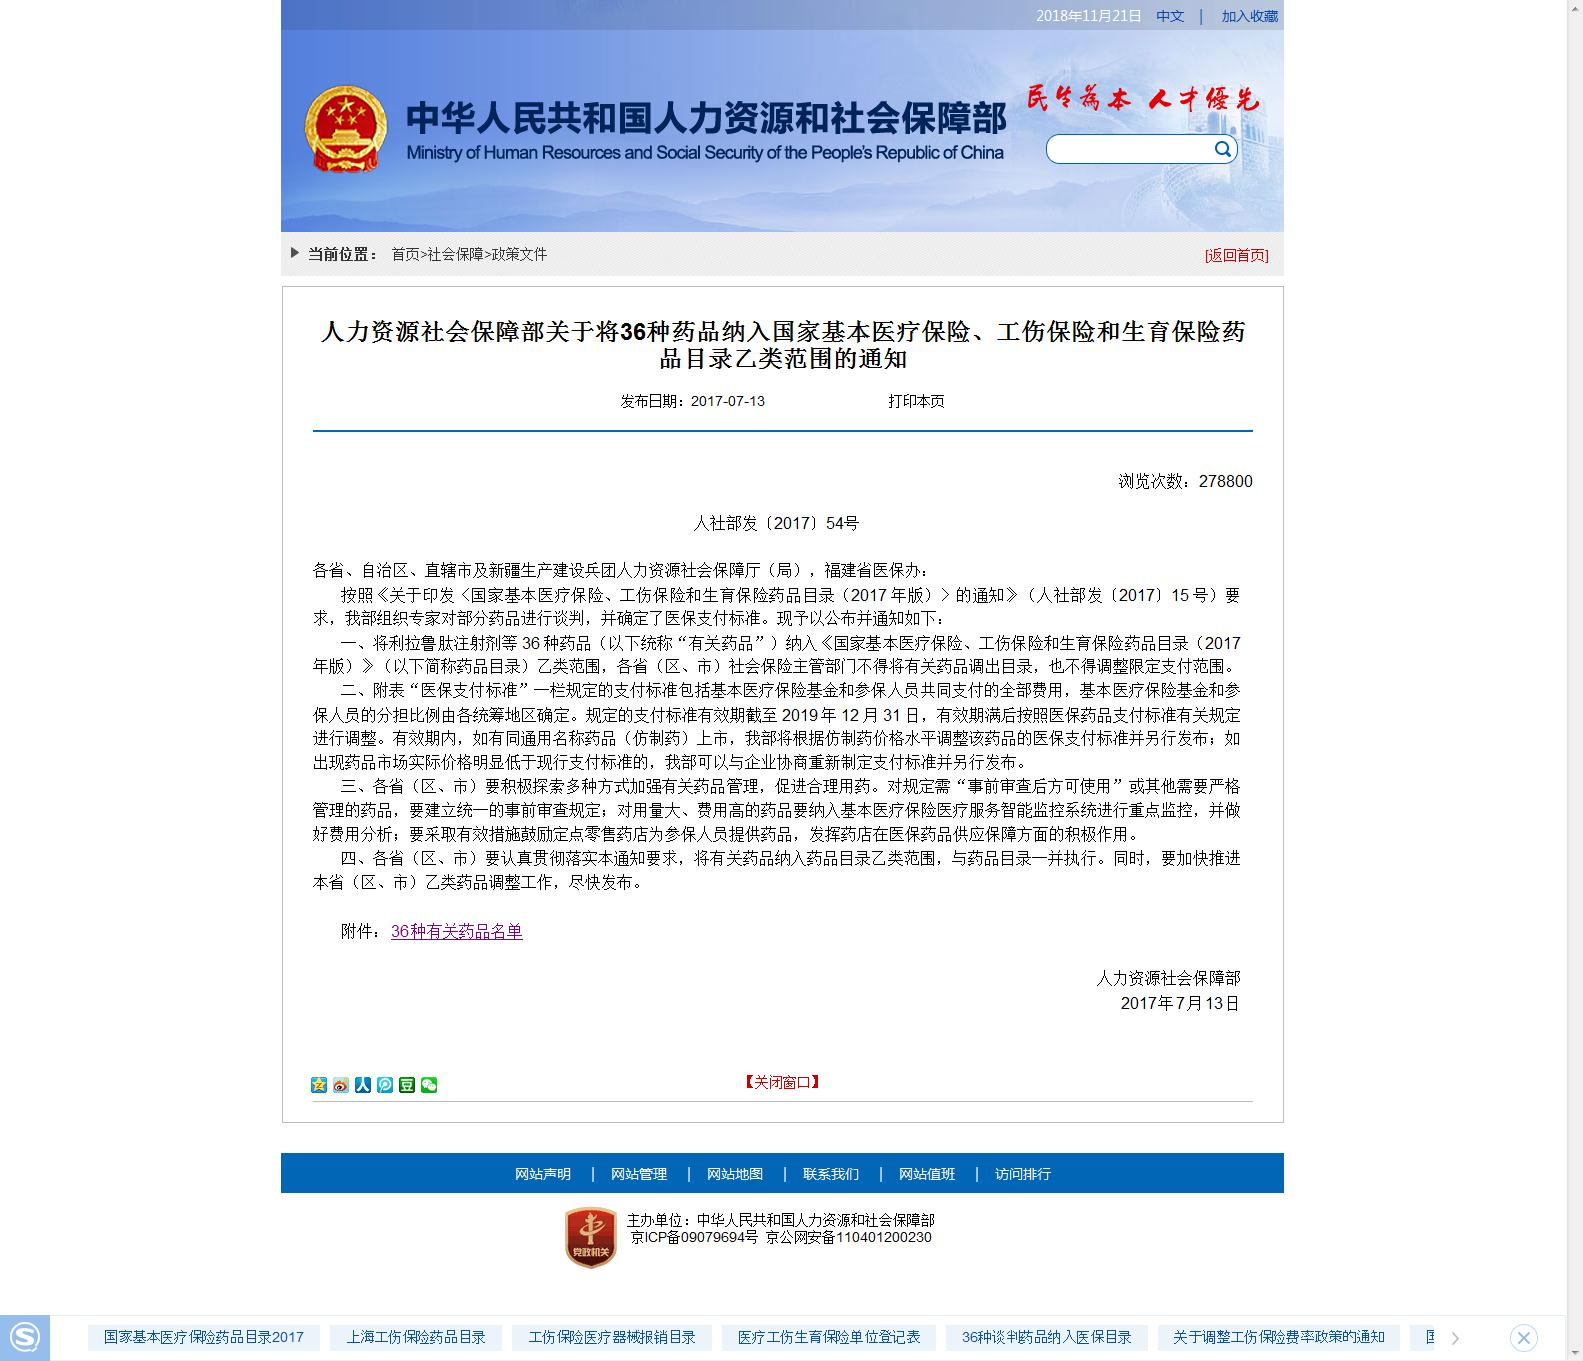 2018年11月21日 中文 | 加入收藏
民生為本 人才優先
中华人民共和国人力资源和社会保障部
Ministry of Human Resources and Social Security of the People's Republic of China
当前位置： 首页>社会保障>政策文件
[返回首页]
人力资源社会保障部关于将36种药品纳入国家基本医疗保险、工伤保险和生育保险药
品目录乙类范围的通知
发布日期：2017-07-13 打印本页
浏览次数：278800
人社部发〔2017〕54号
各省、自治区、直辖市及新疆生产建设兵团人力资源社会保障厅（局），福建省医保办：
按照《关于印发〈国家基本医疗保险、工伤保险和生育保险药品目录（2017年版）〉的通知》（人社部发〔2017〕15号）要
求，我部组织专家对部分药品进行谈判，并确定了医保支付标准。现予以公布并通知如下：
一、将利拉鲁肽注射剂等36种药品（以下统称“有关药品”）纳入《国家基本医疗保险、工伤保险和生育保险药品目录（2017
年版）》（以下简称药品目录）乙类范围，各省（区、市）社会保险主管部门不得将有关药品调出目录，也不得调整限定支付范围。
二、附表“医保支付标准”一栏规定的支付标准包括基本医疗保险基金和参保人员共同支付的全部费用，基本医疗保险基金和参
保人员的分担比例由各统筹地区确定。规定的支付标准有效期截至2019年12月31日，有效期满后按照医保药品支付标准有关规定
进行调整。有效期内，如有同通用名称药品（仿制药）上市，我部将根据仿制药价格水平调整该药品的医保支付标准并另行发布；如
出现药品市场实际价格明显低于现行支付标准的，我部可以与企业协商重新制定支付标准并另行发布。
三、各省（区、市）要积极探索多种方式加强有关药品管理，促进合理用药。对规定需“事前审查后方可使用”或其他需要严格
管理的药品，要建立统一的事前审查规定；对用量大、费用高的药品要纳入基本医疗保险医疗服务智能监控系统进行重点监控，并做
好费用分析；要采取有效措施鼓励定点零售药店为参保人员提供药品，发挥药店在医保药品供应保障方面的积极作用。
四、各省（区、市）要认真贯彻落实本通知要求，将有关药品纳入药品目录乙类范围，与药品目录一并执行。同时，要加快推进
本省（区、市）乙类药品调整工作，尽快发布。
附件：36种有关药品名单
人力资源社会保障部
2017年7月13日
【关闭窗口】
网站声明 | 网站管理 | 网站地图 | 联系我们 | 网站值班 | 访问排行
党政机关
主办单位：中华人民共和国人力资源和社会保障部
京ICP备09079694号 京公网安备110401200230
国家基本医疗保险药品目录2017 上海工伤保险药品目录 工伤保险医疗器械报销目录 医疗工伤生育保险单位登记表 36种谈判药品纳入医保目录 关于调整工伤保险费率政策的通知